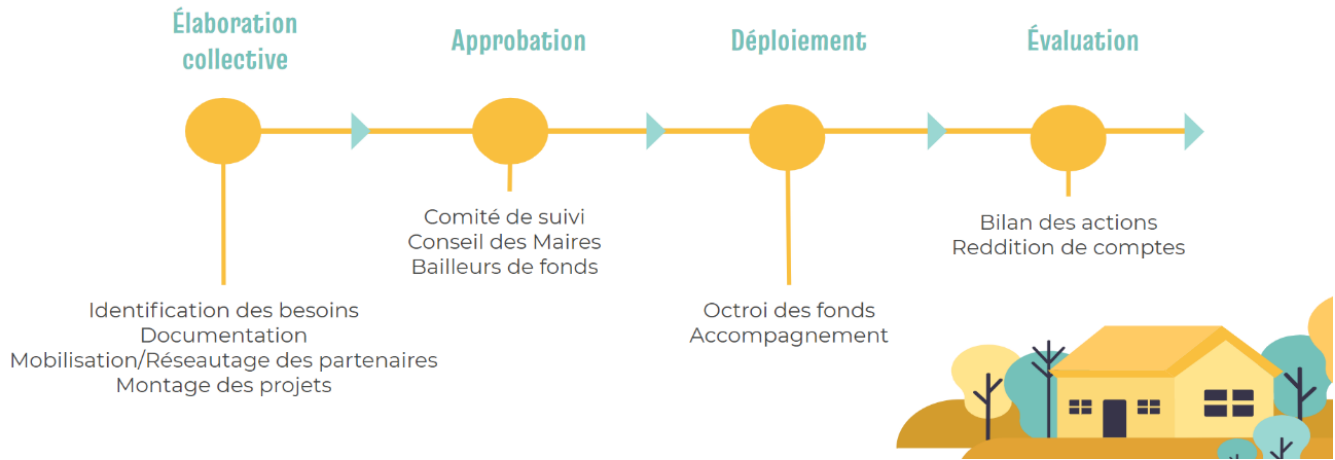 Élaboration
collective
Approbation
Déploiement
Évaluation
Identification des besoins
Documentation
Mobilisation/Réseautage des partenaires
Montage des projets
Comité de suivi
Conseil des Maires
Bailleurs de fonds
Octroi des fonds
Accompagnement
Bilan des actions
Reddition de comptes